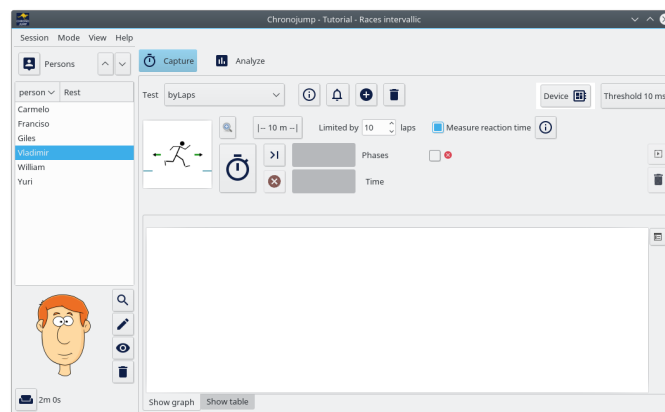 Chronojump - Tutorial - Races intervallic
Session Mode View Help
Persons
Capture
Analyze
person Rest
Carmelo
Franciso
Giles
Vladimir
William
Yuri
2m 0s
Test byLaps
Device
Threshold 10 ms
|-- 10 m --|
Limited by 10 laps
Measure reaction time
Phases
Time
Show graph Show table